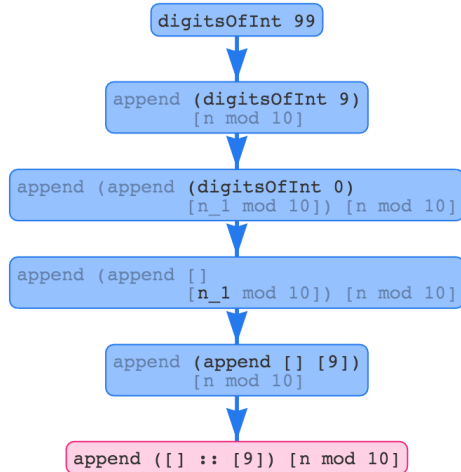 digitsOfInt 99
append (digitsOfInt 9)
[n mod 10]
append (append (digitsOfInt 0)
[n_1 mod 10]) [n mod 10]
append (append []
[n_1 mod 10]) [n mod 10]
append (append [] [9])
[n mod 10]
append ([] :: [9]) [n mod 10]